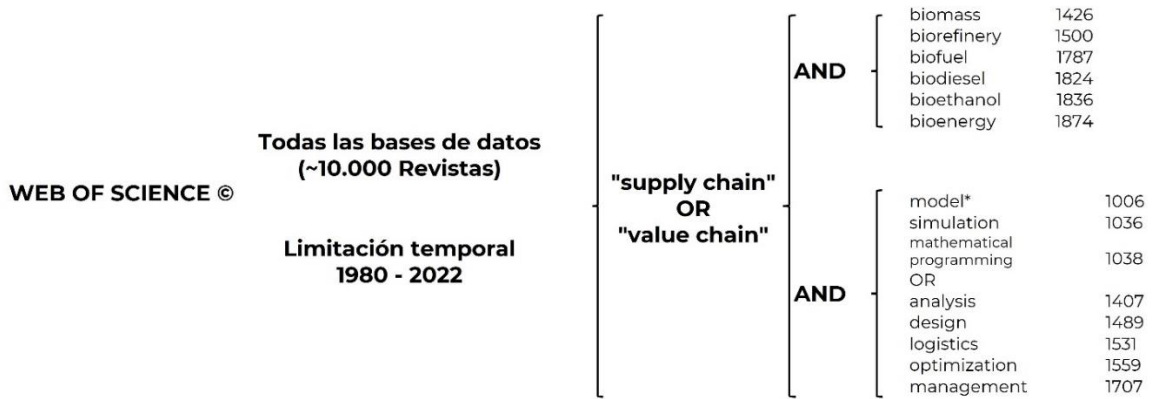 WEB OF SCIENCE ©
Todas las bases de datos
(~10.000 Revistas)
Limitación temporal
1980 - 2022
"supply chain"
OR
"value chain"
AND
biomass 1426
biorefinery 1500
biofuel 1787
biodiesel 1824
bioethanol 1836
bioenergy 1874
AND
model* 1006
simulation 1036
mathematical
programming 1038
OR
analysis 1407
design 1489
logistics 1531
optimization 1559
management 1707